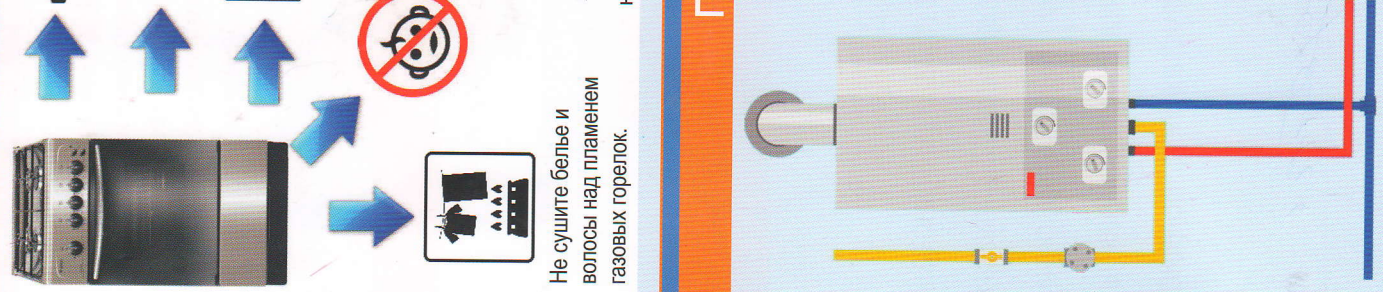 Не сушите белье и
волосы над пламенем
газовых горелок.